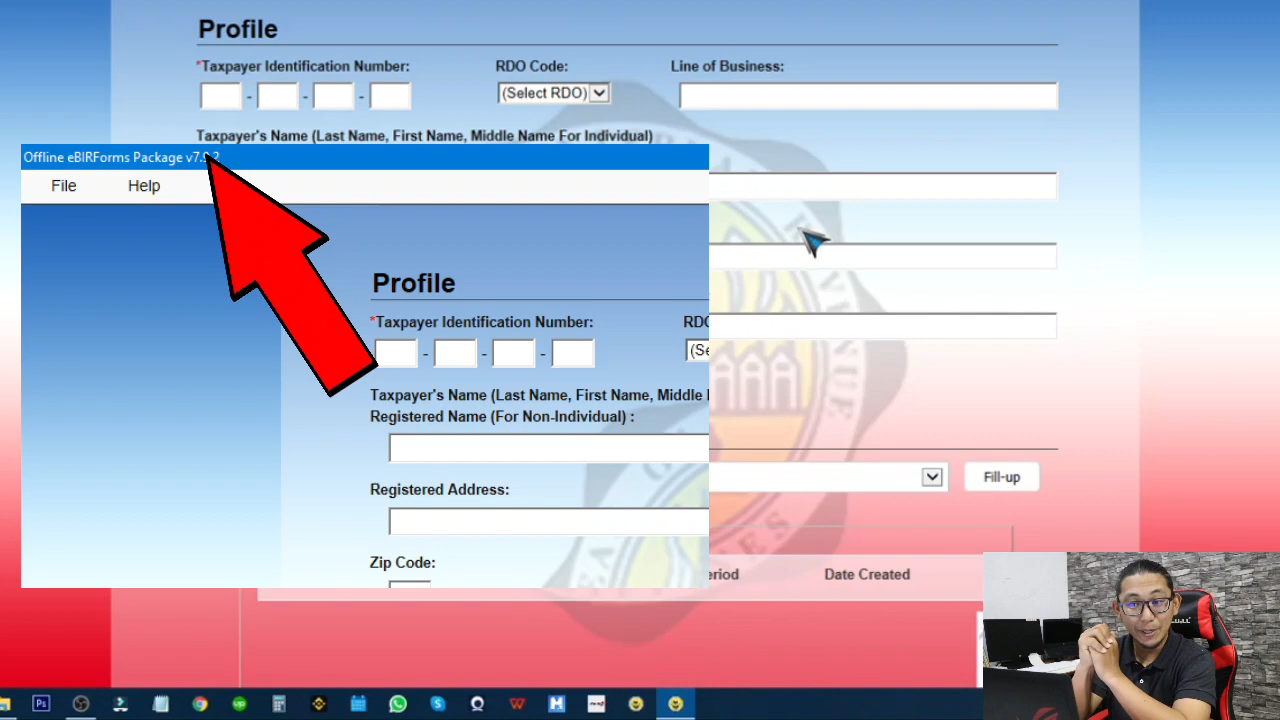 Profile
*Taxpayer Identification Number: RDO Code: Line of Business:
- - - (Select RDO)
Taxpayer's Name (Last Name, First Name, Middle Name For Individual)
Offline eBIRForms Package
File Help
Profile
*Taxpayer Identification Number:
- - -
Taxpayer's Name (Last Name, First Name, Middle
Registered Name (For Non-Individual) :
Registered Address:
Zip Code:
Fill-up
Date Created
Ps